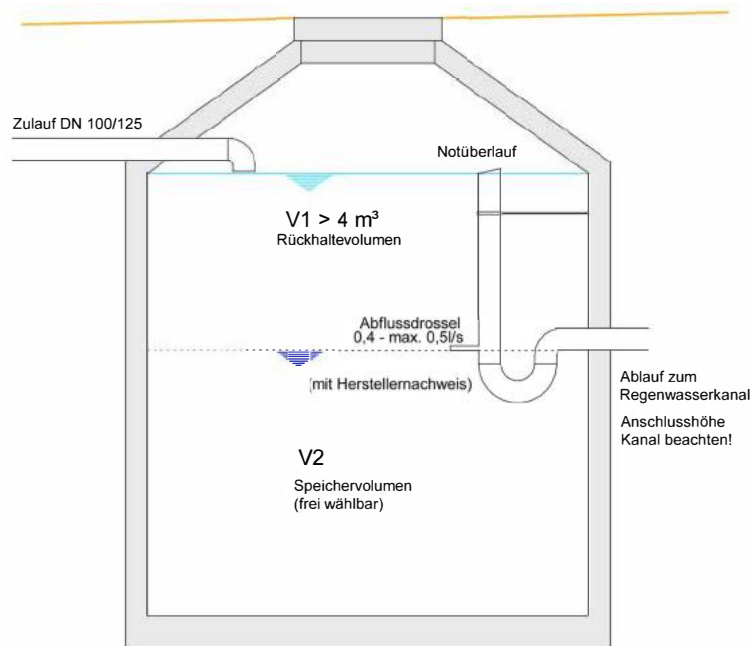 Zulauf DN 100/125
Notüberlauf
V1 > 4 m³
Rückhaltevolumen
Abflussdrossel
0,4 - max. 0,5l/s
(mit Herstellernachweis)
Ablauf zum
Regenwasserkanal
Anschlusshöhe
Kanal beachten!
V2
Speichervolumen
(frei wählbar)